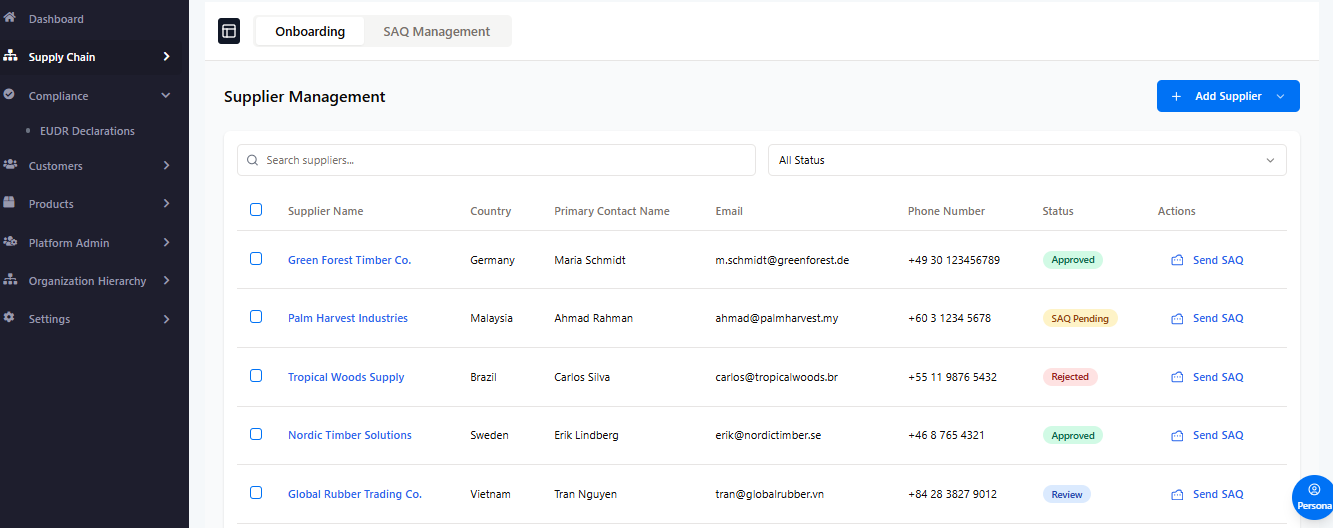 Dashboard
Supply Chain
Compliance
EUDR Declarations
Customers
Products
Platform Admin
Organization Hierarchy
Settings
Onboarding SAQ Management
Supplier Management
Add Supplier
Search suppliers...
All Status
Supplier Name Country Primary Contact Name Email Phone Number Status Actions
Green Forest Timber Co. Germany Maria Schmidt m.schmidt@greenforest.de +49 30 123456789 Approved Send SAQ
Palm Harvest Industries Malaysia Ahmad Rahman ahmad@palmharvest.my +60 3 1234 5678 SAQ Pending Send SAQ
Tropical Woods Supply Brazil Carlos Silva carlos@tropicalwoods.br +55 11 9876 5432 Rejected Send SAQ
Nordic Timber Solutions Sweden Erik Lindberg erik@nordictimber.se +46 8 765 4321 Approved Send SAQ
Global Rubber Trading Co. Vietnam Tran Nguyen tran@globalrubber.vn +84 28 3827 9012 Review Send SAQ
Persona